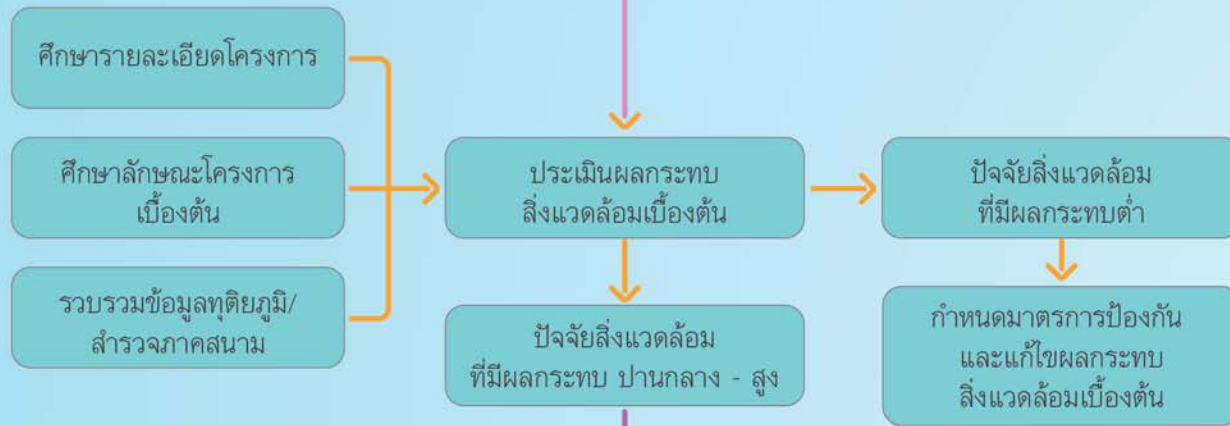 ศึกษารายละเอียดโครงการ
ศึกษาลักษณะโครงการ
เบื้องต้น
รวบรวมข้อมูลทุติยภูมิ/
สำรวจภาคสนาม
ประเมินผลกระทบ
สิ่งแวดล้อมเบื้องต้น
ปัจจัยสิ่งแวดล้อม
ที่มีผลกระทบ ปานกลาง - สูง
ปัจจัยสิ่งแวดล้อม
ที่มีผลกระทบต่ำ
กำหนดมาตรการป้องกัน
และแก้ไขผลกระทบ
สิ่งแวดล้อมเบื้องต้น